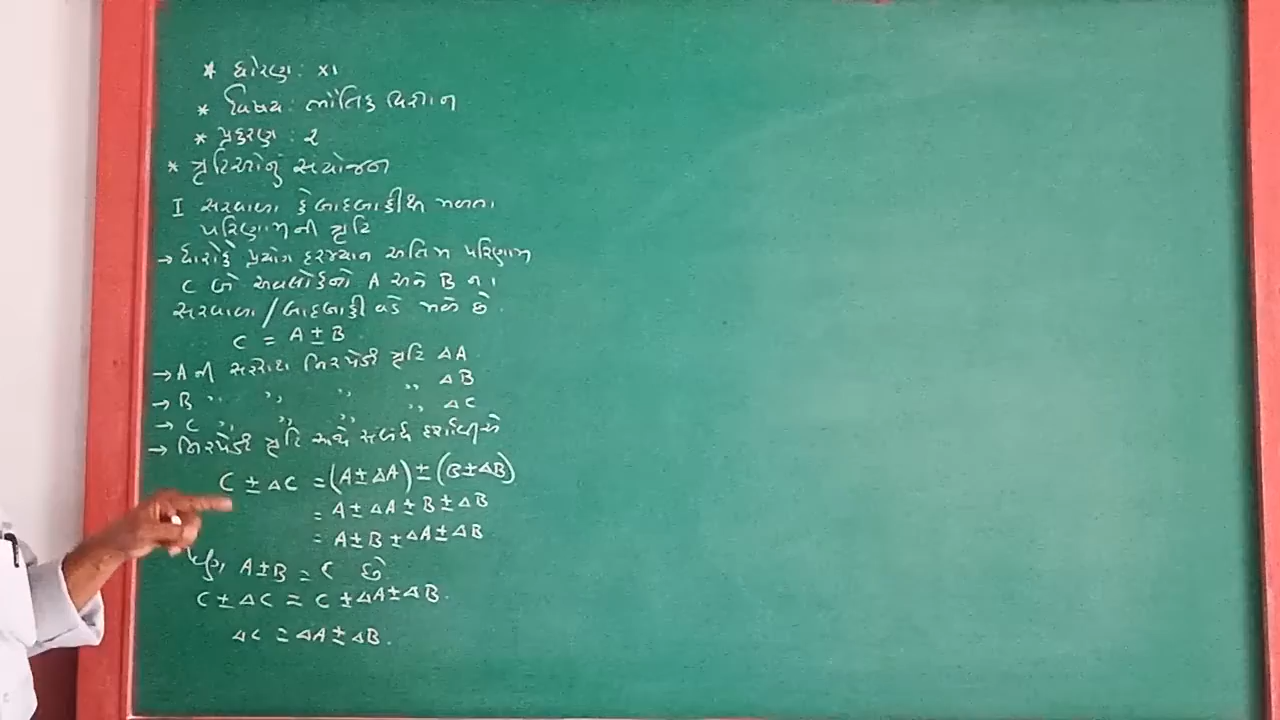 * ધોરણ : XI
* વિષય : ભૌતિક વિજ્ઞાન
* પ્રકરણ : ૨
* ત્રુટિઓનું સંયોજન
I સરવાળા કે બાદબાકીથી મળતા
પરિણામની ત્રુટિ
→ ધારોકે પ્રયોગ દરમ્યાન અંતિમ પરિણામ
C બે અવલોકનો A અને B ના
સરવાળા / બાદબાકી વડે મળે છે.
C = A ± B
→ A ની સરેરાશ નિરપેક્ષ ત્રુટિ ΔA
→ B ,, ,, ,, ,, ΔB
→ C ,, ,, ,, ,, ΔC
→ નિરપેક્ષ ત્રુટિ સાથે સંબંધ દર્શાવીએ
C ± ΔC = (A ± ΔA) ± (B ± ΔB)
= A ± ΔA ± B ± ΔB
= A ± B ± ΔA ± ΔB
પણ A ± B = C છે
C ± ΔC = C ± ΔA ± ΔB.
ΔC = ΔA ± ΔB.